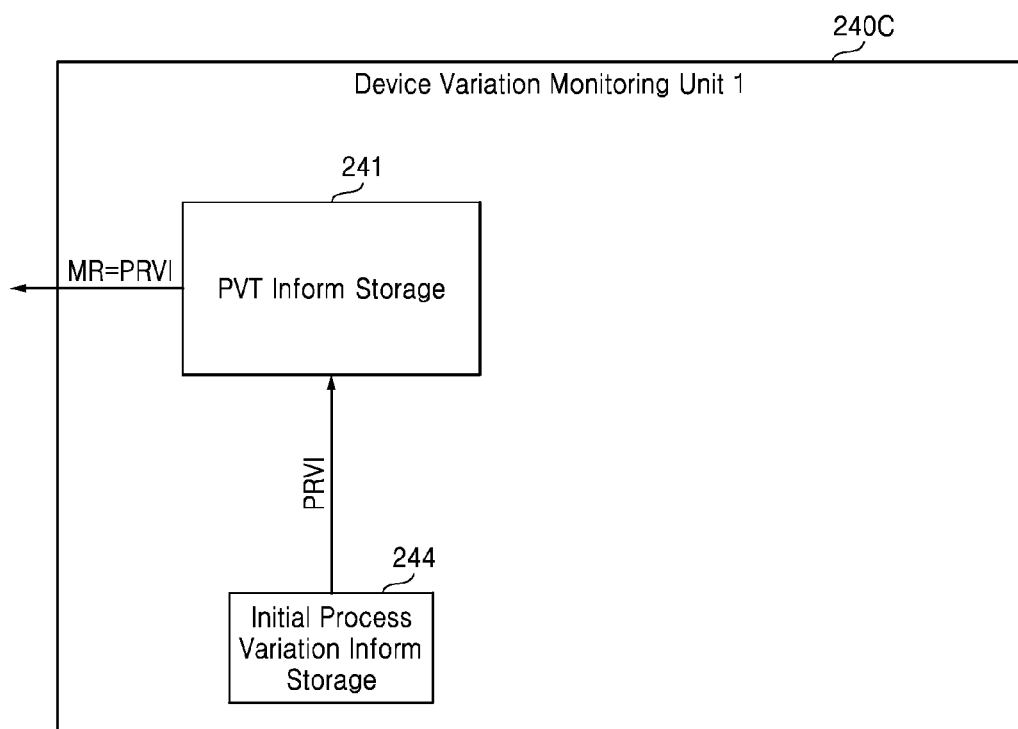 240C
Device Variation Monitoring Unit 1
241
MR=PRVI
PVT Inform Storage
PRVI
244
Initial Process
Variation Inform
Storage